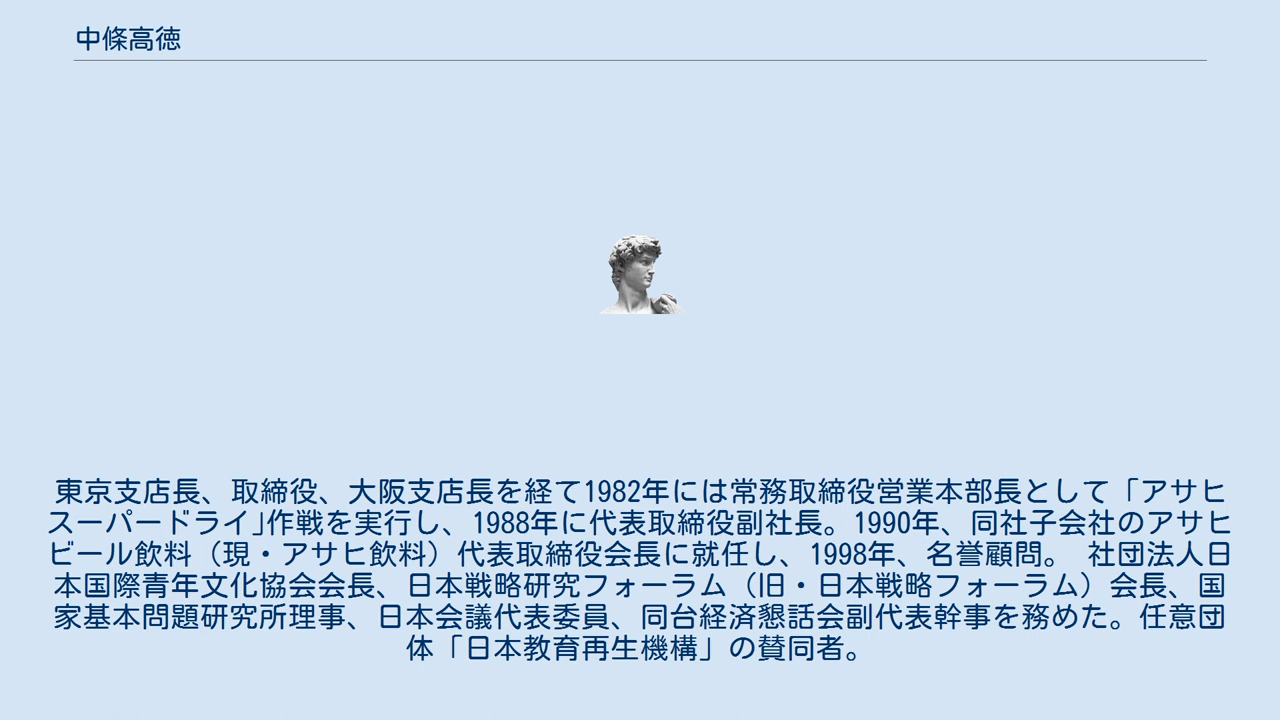 中條高徳
東京支店長、取締役、大阪支店長を経て1982年には常務取締役営業本部長として「アサヒ
スーパードライ」作戦を実行し、1988年に代表取締役副社長。1990年、同社子会社のアサヒ
ビール飲料（現・アサヒ飲料）代表取締役会長に就任し、1998年、名誉顧問。 社団法人日
本国際青年文化協会会長、日本戦略研究フォーラム（旧・日本戦略フォーラム）会長、国
家基本問題研究所理事、日本会議代表委員、同台経済懇話会副代表幹事を務めた。任意団
体「日本教育再生機構」の賛同者。